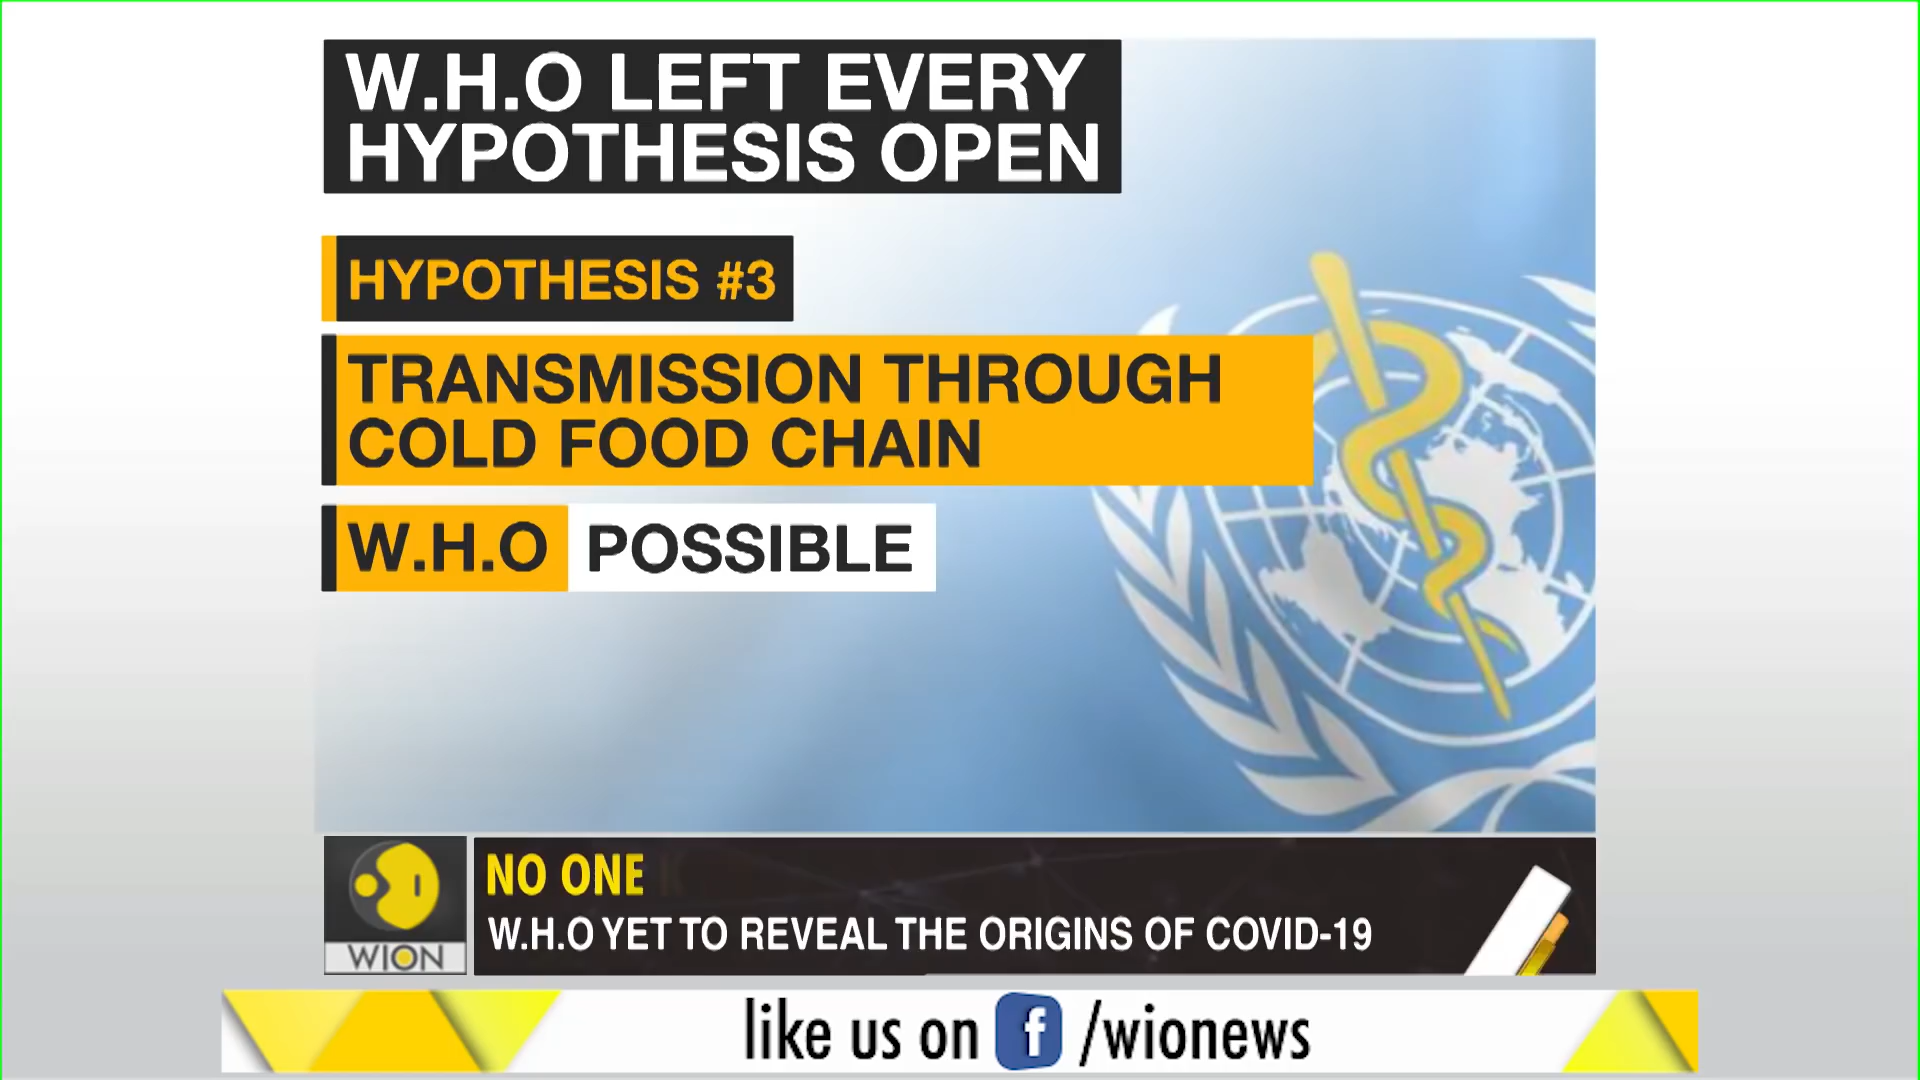 W.H.O LEFT EVERY
HYPOTHESIS OPEN
HYPOTHESIS #3
TRANSMISSION THROUGH
COLD FOOD CHAIN
W.H.O POSSIBLE
NO ONE
W.H.O YET TO REVEAL THE ORIGINS OF COVID-19
WION
like us on f /wionews